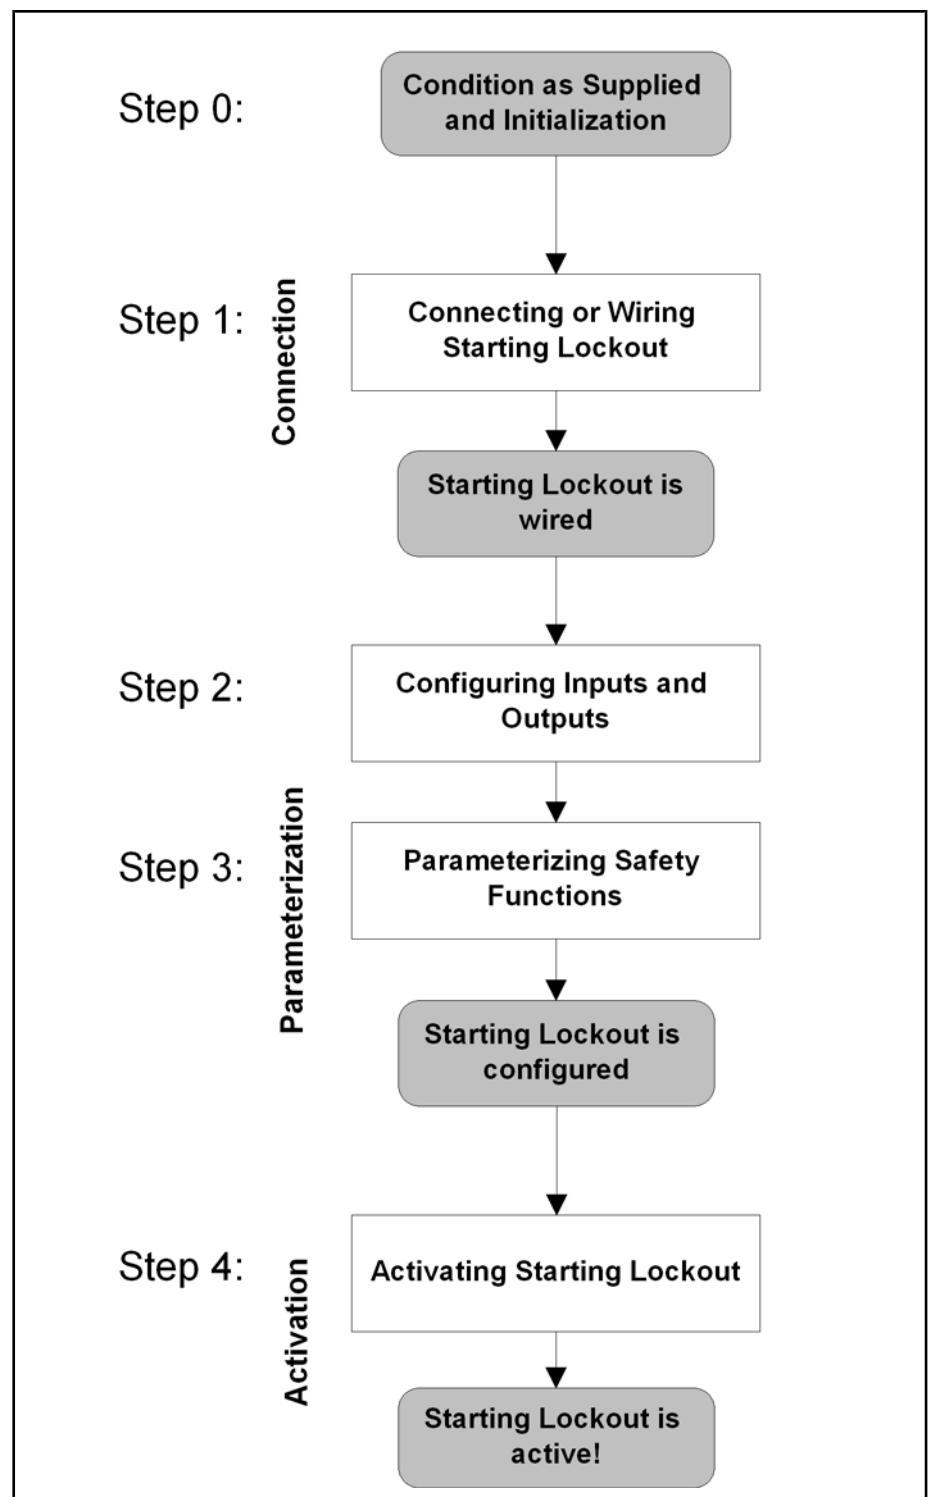 Step 0:
Condition as Supplied
and Initialization
Step 1:
Connection
Connecting or Wiring
Starting Lockout
Starting Lockout is
wired
Step 2:
Configuring Inputs and
Outputs
Parameterization
Step 3:
Parameterizing Safety
Functions
Starting Lockout is
configured
Step 4:
Activation
Activating Starting Lockout
Starting Lockout is
active!